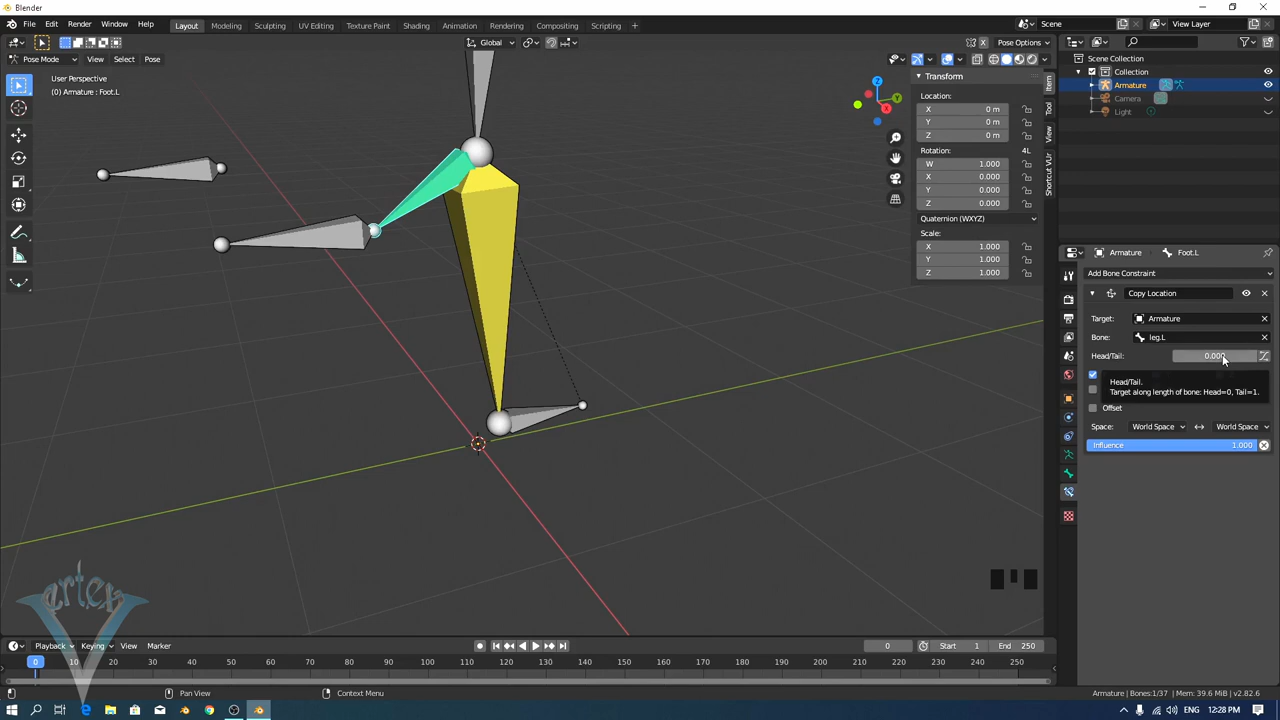 Blender
File Edit Render Window Help Layout Modeling Sculpting UV Editing Texture Paint Shading Animation Rendering Compositing Scripting + Scene View Layer
Global Pose Options
Pose Mode View Select Pose
User Perspective
(0) Armature : Foot.L
Transform
Location:
X 0 m
Y 0 m
Z 0 m
Rotation: 4L
W 1.000
X 0.000
Y 0.000
Z 0.000
Quaternion (WXYZ)
Scale:
X 1.000
Y 1.000
Z 1.000
Item
Tool
View
Shortcut VUr
Z
Y
X
Scene Collection
Collection
Armature
Camera
Light
Armature Foot.L
Add Bone Constraint
Copy Location
Target: Armature
Bone: leg.L
Head/Tail: 0.000
Head/Tail.
Target along length of bone: Head=0, Tail=1.
Offset
Space: World Space World Space
Influence 1.000
artex
V
Playback Keying View Marker 0 Start 1 End 250
0 10 20 30 40 50 60 70 80 90 100 110 120 130 140 150 160 170 180 190 200 210 220 230 240 250
Pan View Context Menu Armature | Bones:1/37 | Mem: 39.6 MiB | v2.82.6
ENG 12:28 PM